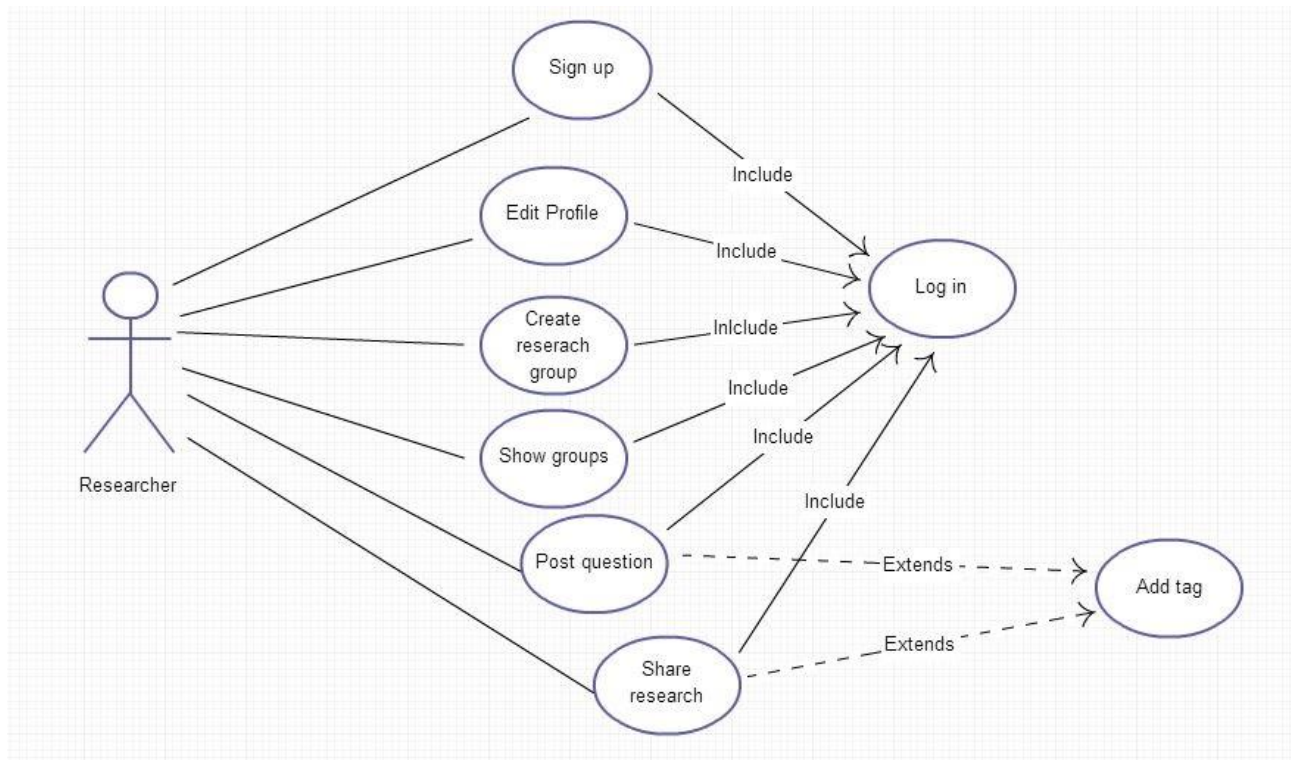 Sign up
Include
Edit Profile
Include
Log in
Create
reserach
group
Inlclude
Include
Show groups
Include
Researcher
Include
Post question
Extends
Add tag
Extends
Share
research